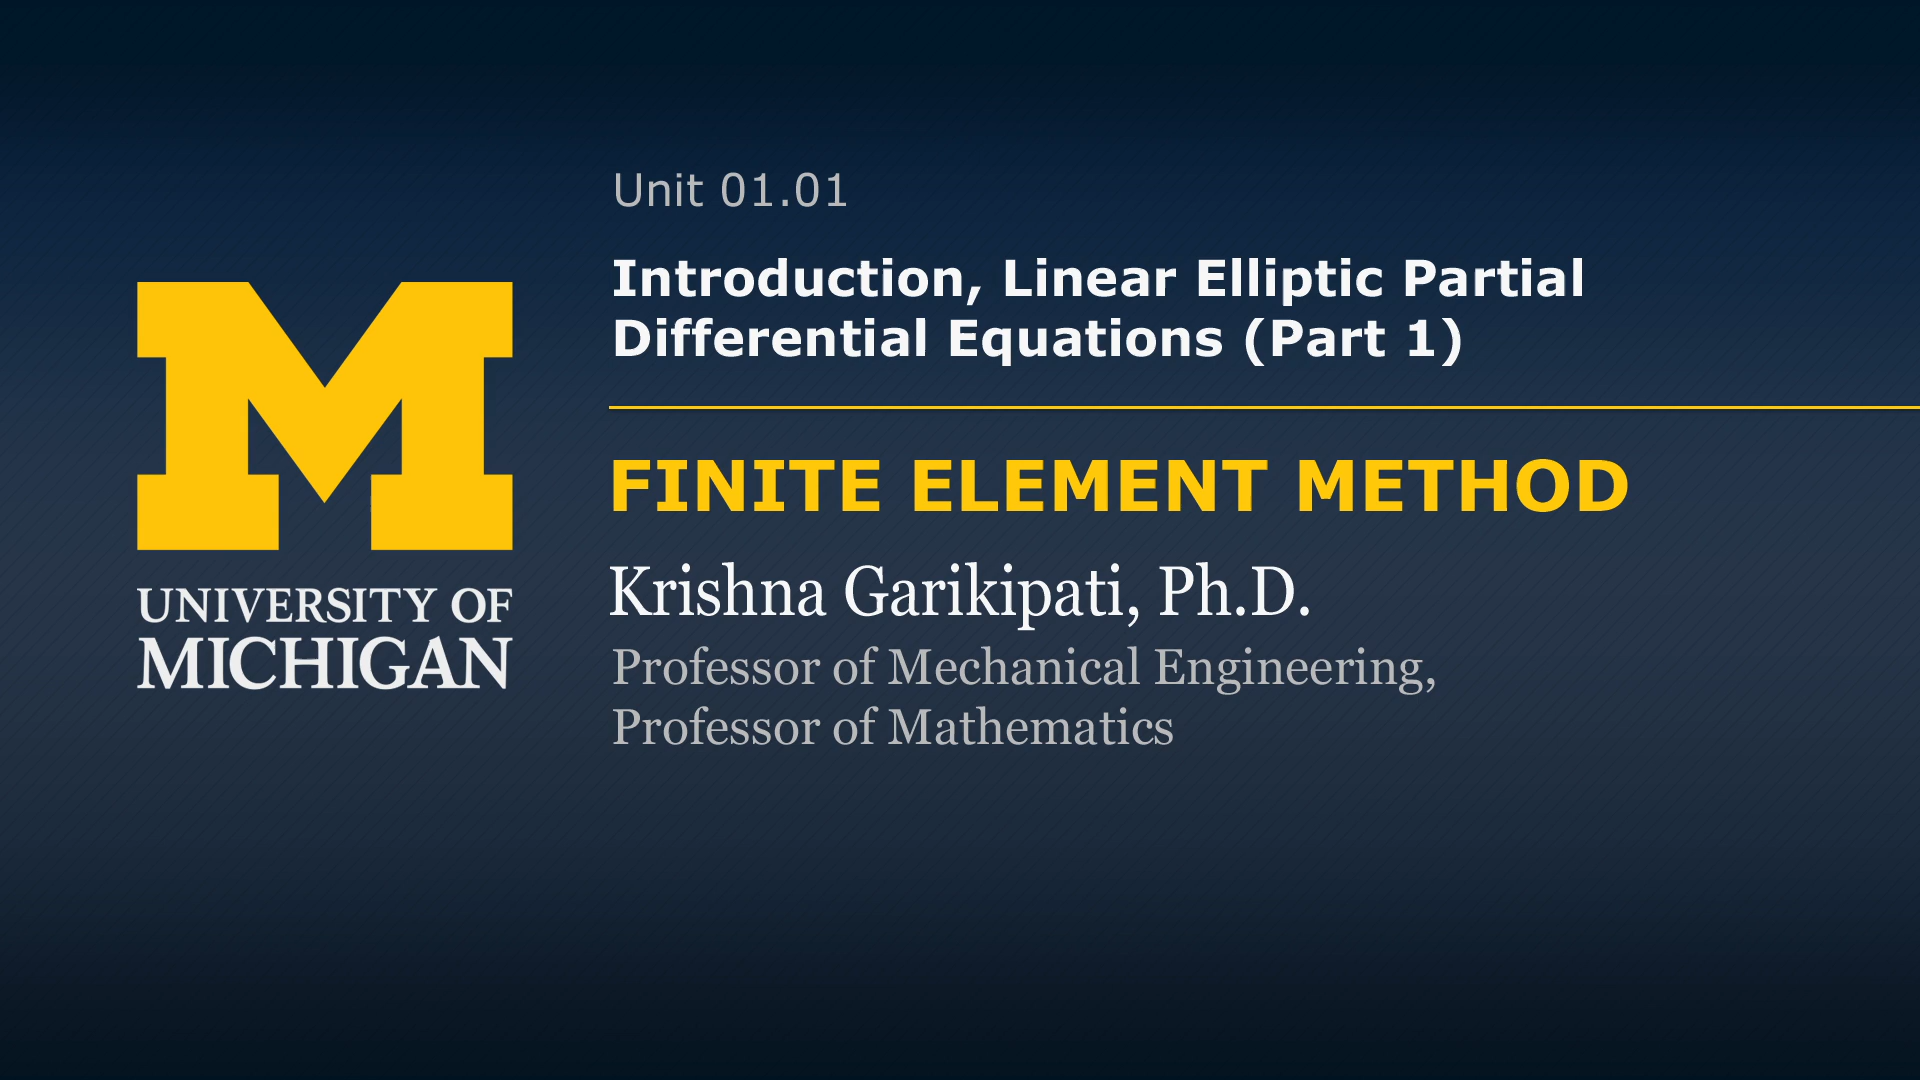 Unit 01.01
Introduction, Linear Elliptic Partial
Differential Equations (Part 1)
M
UNIVERSITY OF
MICHIGAN
FINITE ELEMENT METHOD
Krishna Garikipati, Ph.D.
Professor of Mechanical Engineering,
Professor of Mathematics